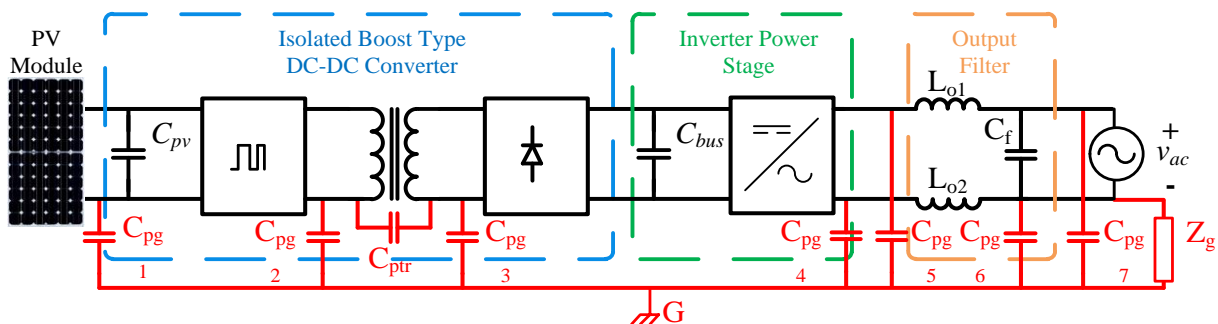 PV
Module
Isolated Boost Type
DC-DC Converter
Inverter Power
Stage
Output
Filter
Cpv
Cbus
Lo1
Cf
Lo2
+
vac
-
Cpg
Cpg
Cptr
Cpg
Cpg
Cpg
Cpg
Cpg
Zg
1
2
3
4
5
6
7
G